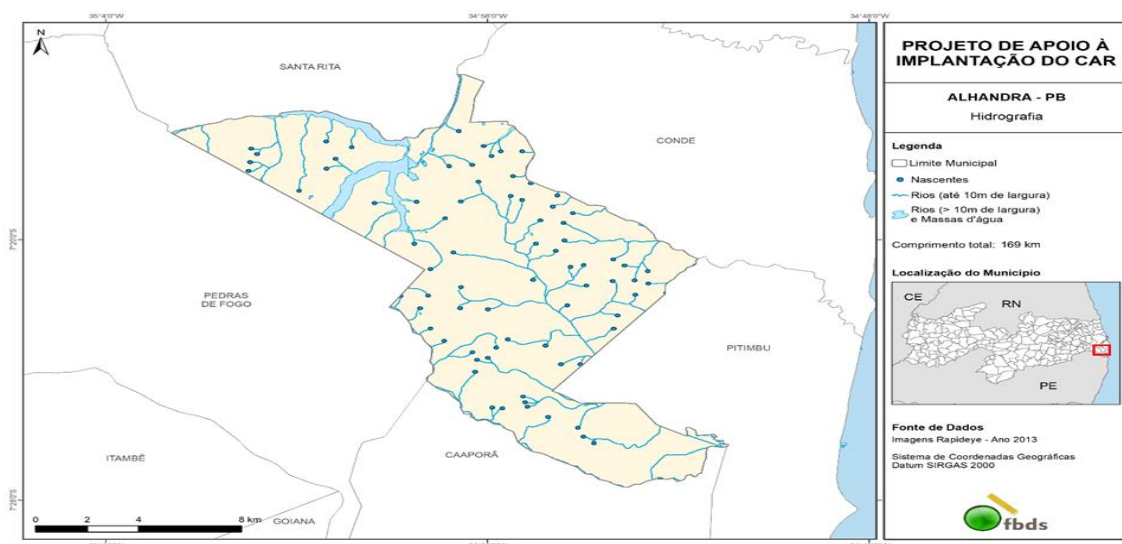 35°4'0"W
34°56'0"W
34°48'0"W
N
SANTA RITA
CONDE
7°20'S
PEDRAS
DE FOGO
PITIMBU
ITAMBÉ
CAAPORÃ
GOIANA
0 2 4 8 km
PROJETO DE APOIO À
IMPLANTAÇÃO DO CAR
ALHANDRA - PB
Hidrografia
Legenda
Limite Municipal
Nascentes
Rios (até 10m de largura)
Rios (> 10m de largura)
e Massas d'água
Comprimento total: 169 km
Localização do Município
CE
RN
PE
Fonte de Dados
Imagens Rapideye - Ano 2013
Sistema de Coordenadas Geográficas
Datum SIRGAS 2000
fbds